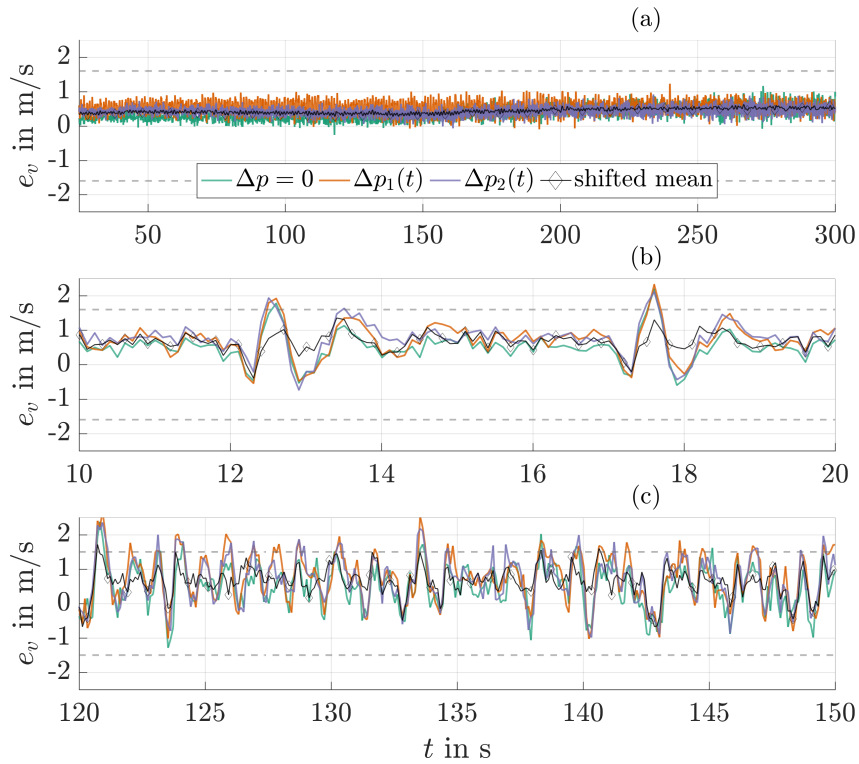 (a)
e_v in m/s
2
1
0
-1
-2
Δp = 0 Δp₁(t) Δp₂(t) shifted mean
50 100 150 200 250 300
(b)
e_v in m/s
2
1
0
-1
-2
10 12 14 16 18 20
(c)
e_v in m/s
2
1
0
-1
-2
120 125 130 135 140 145 150
t in s